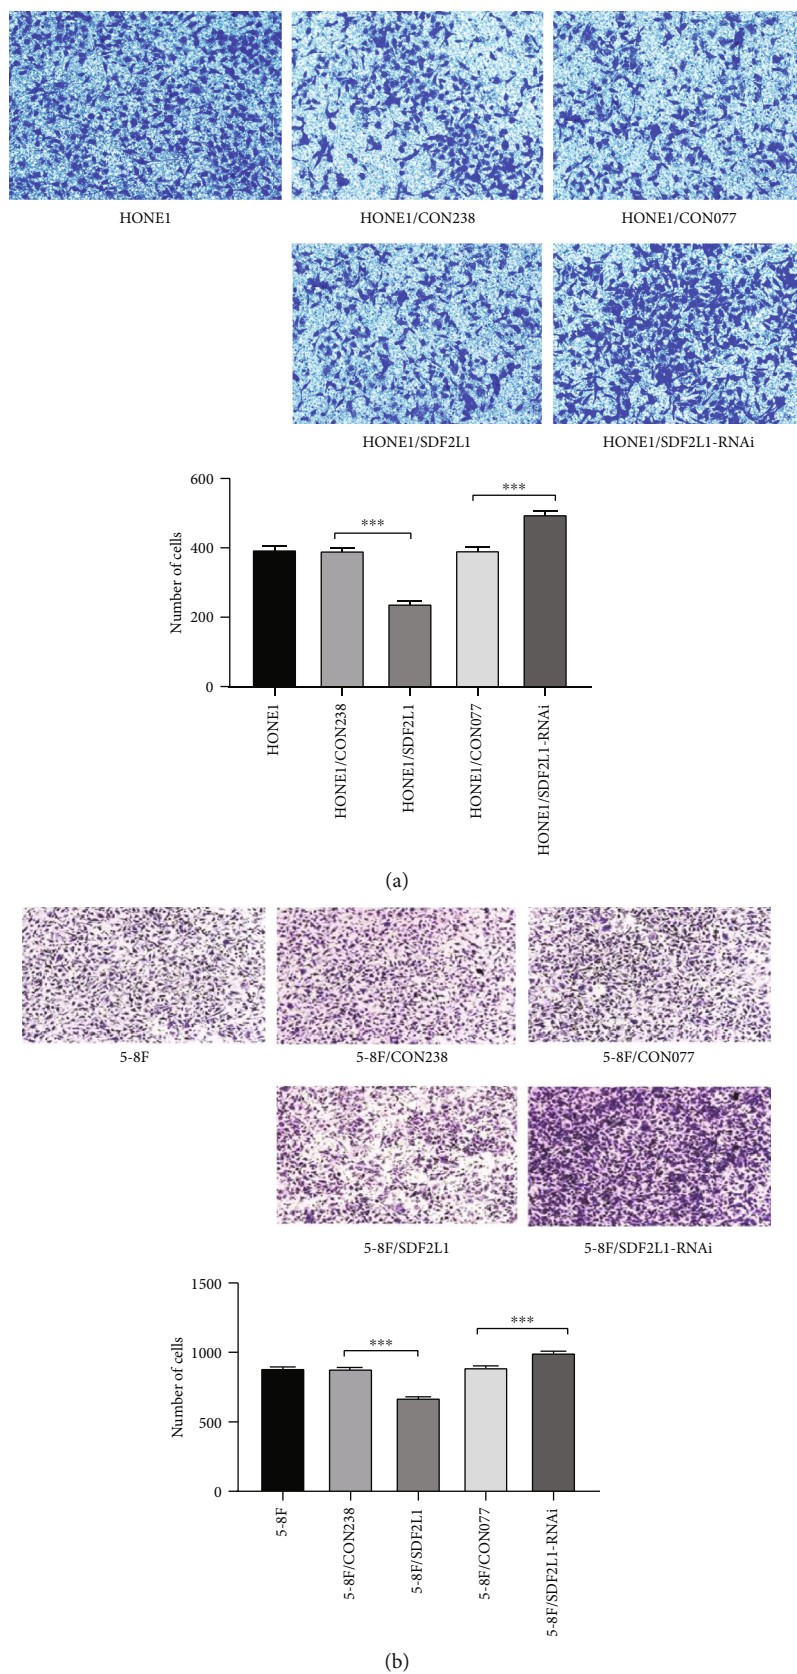 HONE1
HONE1/CON238
HONE1/CON077
HONE1/SDF2L1
HONE1/SDF2L1-RNAi
600
400
200
0
Number of cells
***
***
HONE1
HONE1/CON238
HONE1/SDF2L1
HONE1/CON077
HONE1/SDF2L1-RNAi
(a)
5-8F
5-8F/CON238
5-8F/CON077
5-8F/SDF2L1
5-8F/SDF2L1-RNAi
1500
1000
500
0
Number of cells
***
***
5-8F
5-8F/CON238
5-8F/SDF2L1
5-8F/CON077
5-8F/SDF2L1-RNAi
(b)